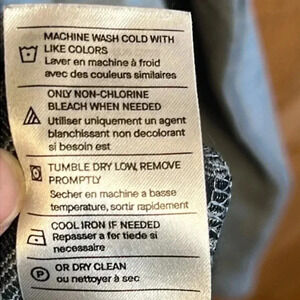 MACHINE WASH COLD WITH
LIKE COLORS
Laver en machine à froid
avec des couleurs similaires
ONLY NON-CHLORINE
BLEACH WHEN NEEDED
Utiliser uniquement un agent
blanchissant non decolorant
si besoin est
TUMBLE DRY LOW, REMOVE
PROMPTLY
Secher en machine a basse
temperature, sortir rapidement
COOL IRON IF NEEDED
Repasser a fer tiede si
necessaire
P OR DRY CLEAN
ou nettoyer à sec